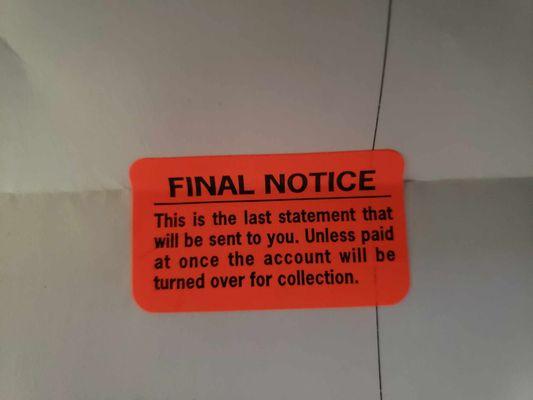 FINAL NOTICE
This is the last statement that
will be sent to you. Unless paid
at once the account will be
turned over for collection.